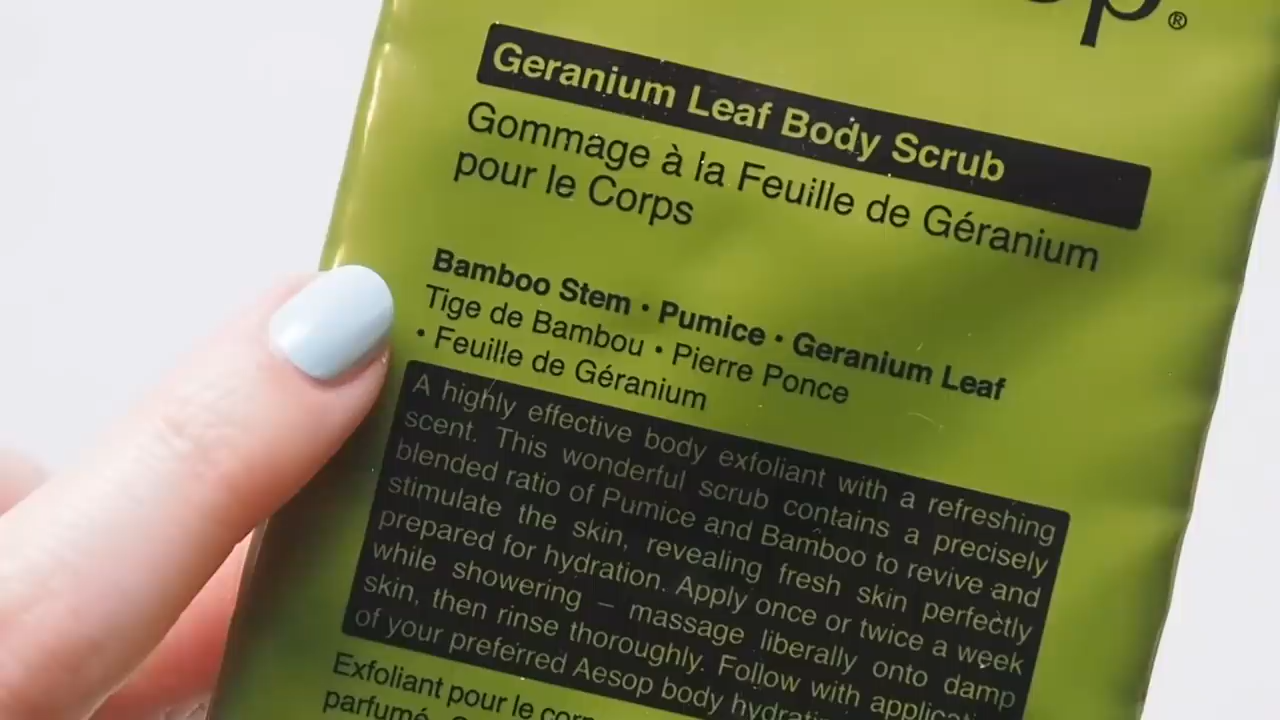 Geranium Leaf Body Scrub
Gommage à la Feuille de Géranium
pour le Corps
Bamboo Stem • Pumice • Geranium Leaf
Tige de Bambou • Pierre Ponce
• Feuille de Géranium
A highly effective body exfoliant with a refreshing
scent. This wonderful scrub contains a precisely
blended ratio of Pumice and Bamboo to revive and
stimulate the skin, revealing fresh skin perfectly
prepared for hydration. Apply once or twice a week
while showering – massage liberally onto damp
skin, then rinse thoroughly. Follow with
of your preferred Aesop body
Exfoliant pour le
parfumé.